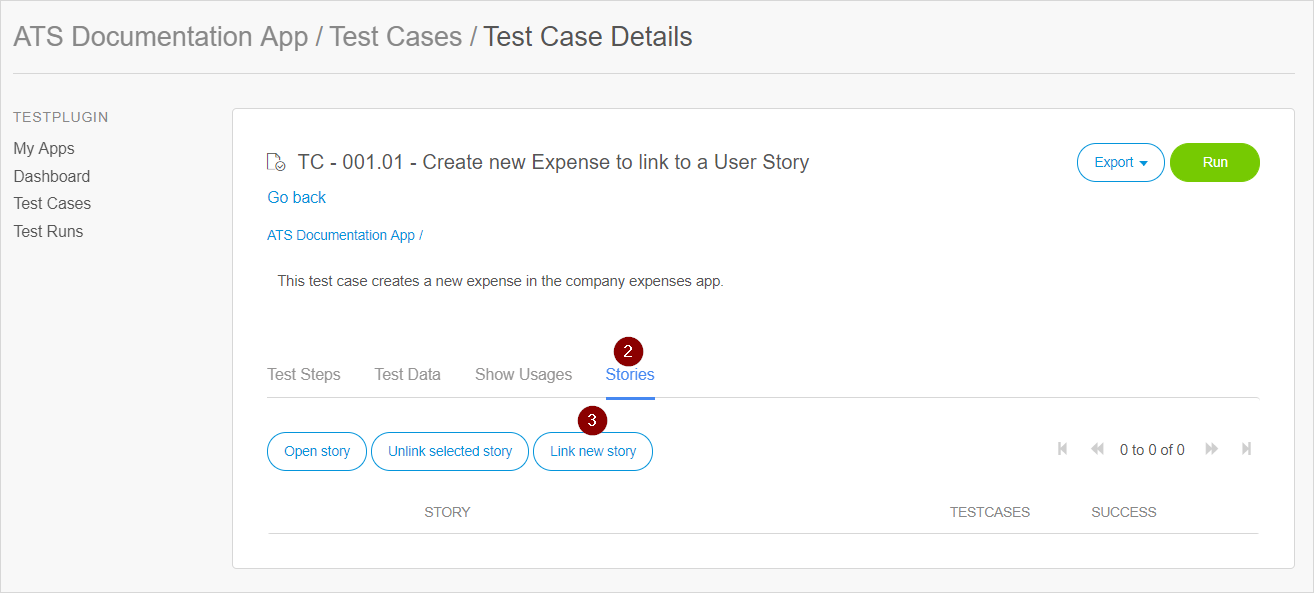 ATS Documentation App / Test Cases / Test Case Details
TESTPLUGIN
My Apps
Dashboard
Test Cases
Test Runs
TC - 001.01 - Create new Expense to link to a User Story
Export
Run
Go back
ATS Documentation App /
This test case creates a new expense in the company expenses app.
2
Test Steps Test Data Show Usages Stories
3
Open story Unlink selected story Link new story 0 to 0 of 0
STORY TESTCASES SUCCESS